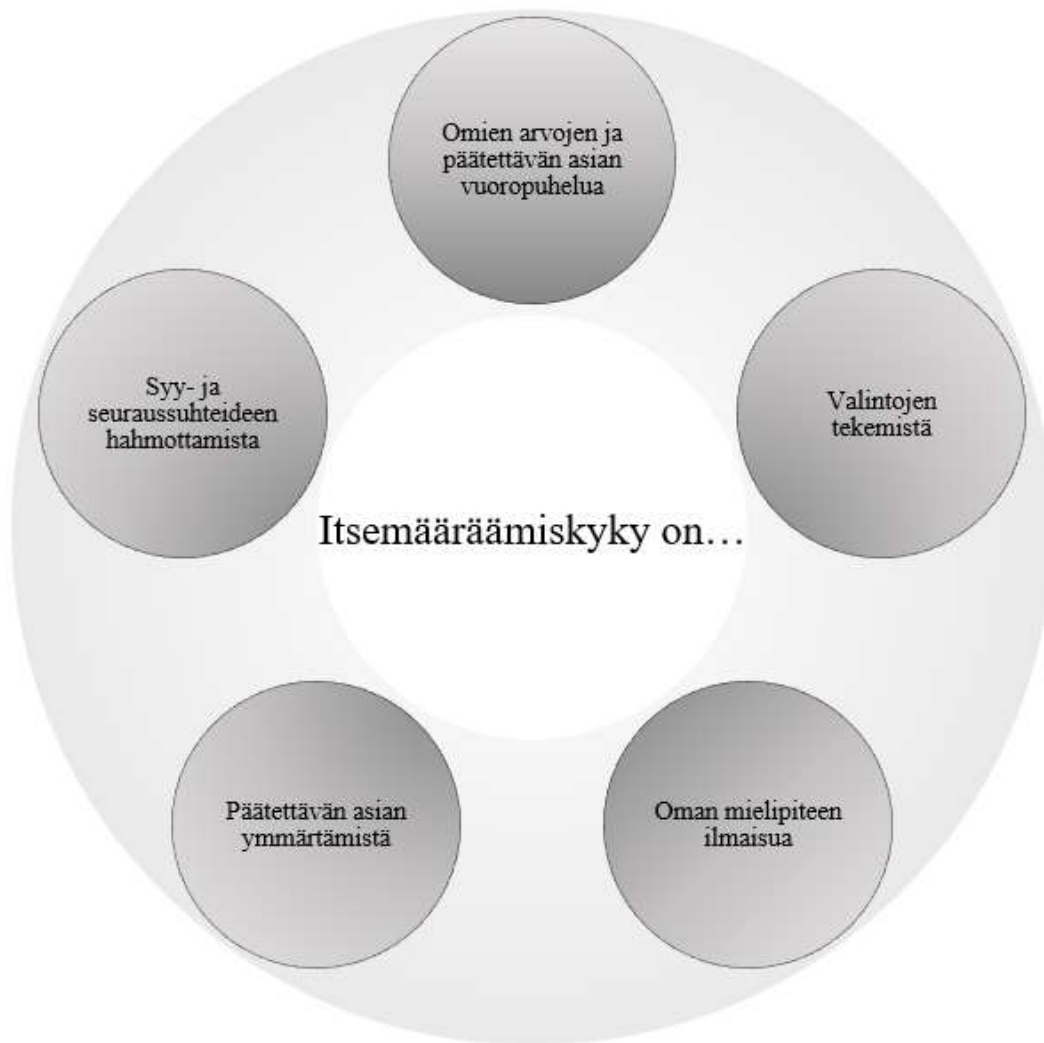 Omien arvojen ja
päätettävän asian
vuoropuhelua
Syy- ja
seuraussuhteideen
hahmottamista
Valintojen
tekemistä
Itsemääräämiskyky on…
Päätettävän asian
ymmärtämistä
Oman mielipiteen
ilmaisua